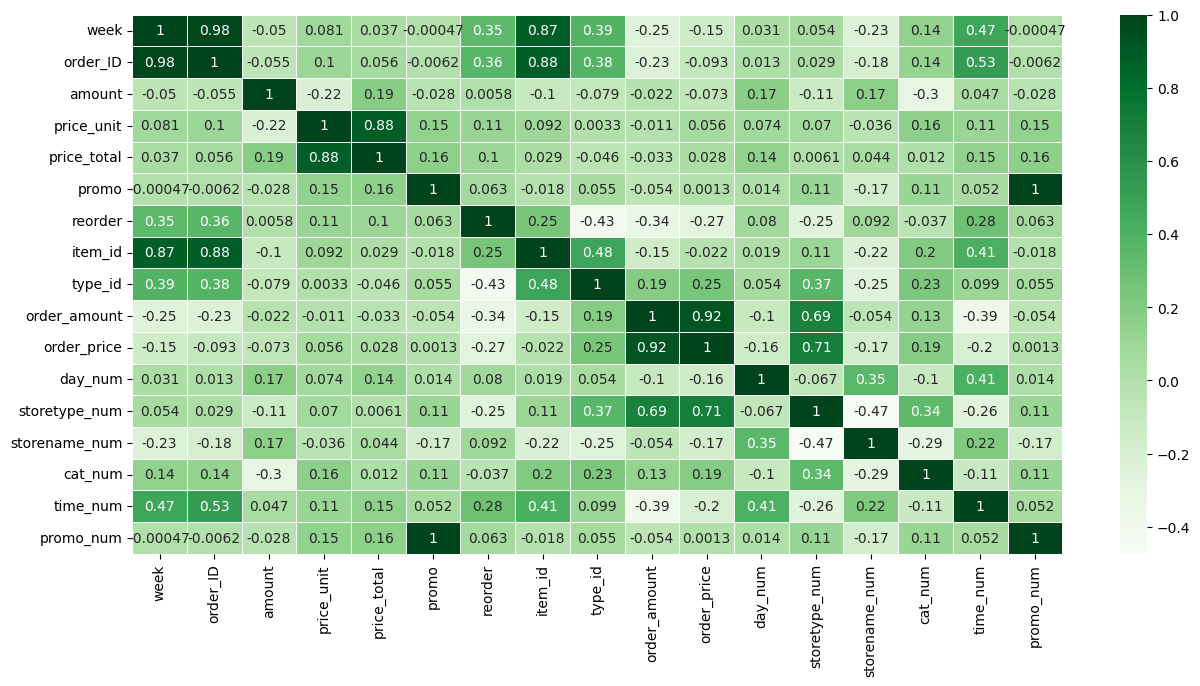 week 1 0.98 -0.05 0.081 0.037 -0.00047 0.35 0.87 0.39 -0.25 -0.15 0.031 0.054 -0.23 0.14 0.47 -0.00047 1.0
order_ID 0.98 1 -0.055 0.1 0.056 -0.0062 0.36 0.88 0.38 -0.23 -0.093 0.013 0.029 -0.18 0.14 0.53 -0.0062
amount -0.05 -0.055 1 -0.22 0.19 -0.028 0.0058 -0.1 -0.079 -0.022 -0.073 0.17 -0.11 0.17 -0.3 0.047 -0.028 0.8
price_unit 0.081 0.1 -0.22 1 0.88 0.15 0.11 0.092 0.0033 -0.011 0.056 0.074 0.07 -0.036 0.16 0.11 0.15
price_total 0.037 0.056 0.19 0.88 1 0.16 0.1 0.029 -0.046 -0.033 0.028 0.14 0.0061 0.044 0.012 0.15 0.16 0.6
promo -0.00047 -0.0062 -0.028 0.15 0.16 1 0.063 -0.018 0.055 -0.054 0.0013 0.014 0.11 -0.17 0.11 0.052 1
reorder 0.35 0.36 0.0058 0.11 0.1 0.063 1 0.25 -0.43 -0.34 -0.27 0.08 -0.25 0.092 -0.037 0.28 0.063 0.4
item_id 0.87 0.88 -0.1 0.092 0.029 -0.018 0.25 1 0.48 -0.15 -0.022 0.019 0.11 -0.22 0.2 0.41 -0.018
type_id 0.39 0.38 -0.079 0.0033 -0.046 0.055 -0.43 0.48 1 0.19 0.25 0.054 0.37 -0.25 0.23 0.099 0.055 0.2
order_amount -0.25 -0.23 -0.022 -0.011 -0.033 -0.054 -0.34 -0.15 0.19 1 0.92 -0.1 0.69 -0.054 0.13 -0.39 -0.054
order_price -0.15 -0.093 -0.073 0.056 0.028 0.0013 -0.27 -0.022 0.25 0.92 1 -0.16 0.71 -0.17 0.19 -0.2 0.0013
day_num 0.031 0.013 0.17 0.074 0.14 0.014 0.08 0.019 0.054 -0.1 -0.16 1 -0.067 0.35 -0.1 0.41 0.014 0.0
storetype_num 0.054 0.029 -0.11 0.07 0.0061 0.11 -0.25 0.11 0.37 0.69 0.71 -0.067 1 -0.47 0.34 -0.26 0.11
storename_num -0.23 -0.18 0.17 -0.036 0.044 -0.17 0.092 -0.22 -0.25 -0.054 -0.17 0.35 -0.47 1 -0.29 0.22 -0.17 -0.2
cat_num 0.14 0.14 -0.3 0.16 0.012 0.11 -0.037 0.2 0.23 0.13 0.19 -0.1 0.34 -0.29 1 -0.11 0.11
time_num 0.47 0.53 0.047 0.11 0.15 0.052 0.28 0.41 0.099 -0.39 -0.2 0.41 -0.26 0.22 -0.11 1 0.052 -0.4
promo_num -0.00047 -0.0062 -0.028 0.15 0.16 1 0.063 -0.018 0.055 -0.054 0.0013 0.014 0.11 -0.17 0.11 0.052 1
week order_ID amount price_unit price_total promo reorder item_id type_id order_amount order_price day_num storetype_num storename_num cat_num time_num promo_num